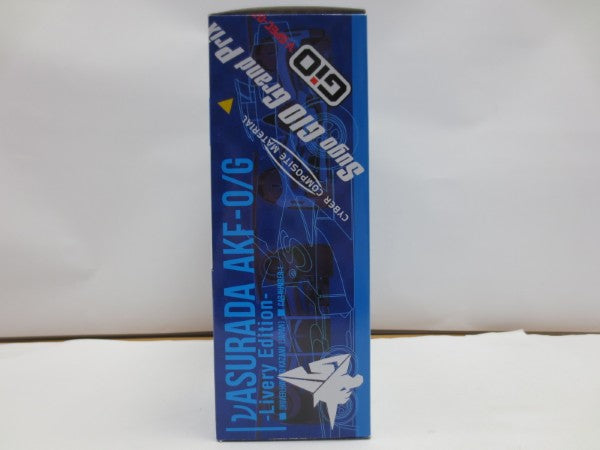 GiO
Sugo GIO Grand Prix
CYBER COMPOSITE MATERIAL
νASURADA AKF-0/G
-Livery Edition-